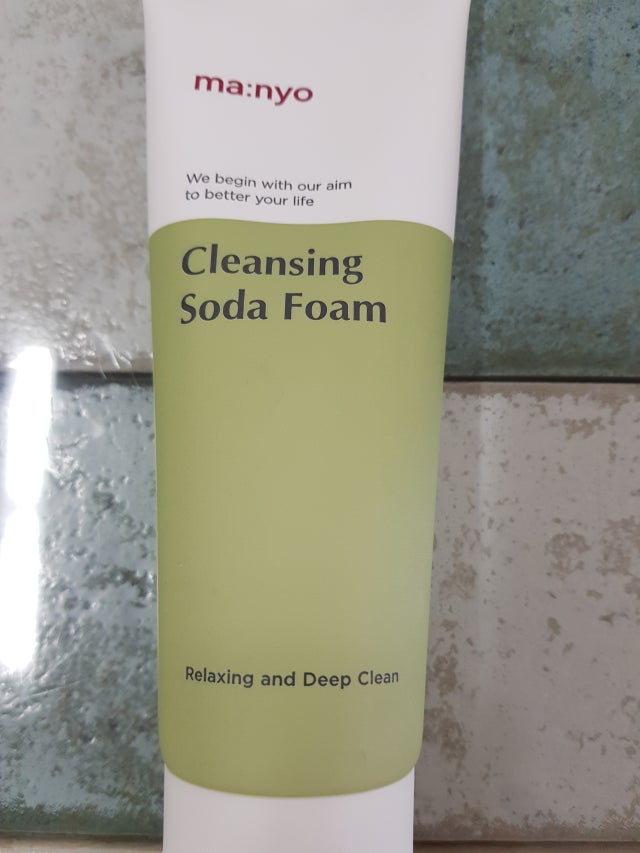 ma:nyo
We begin with our aim
to better your life
Cleansing
Soda Foam
Relaxing and Deep Clean